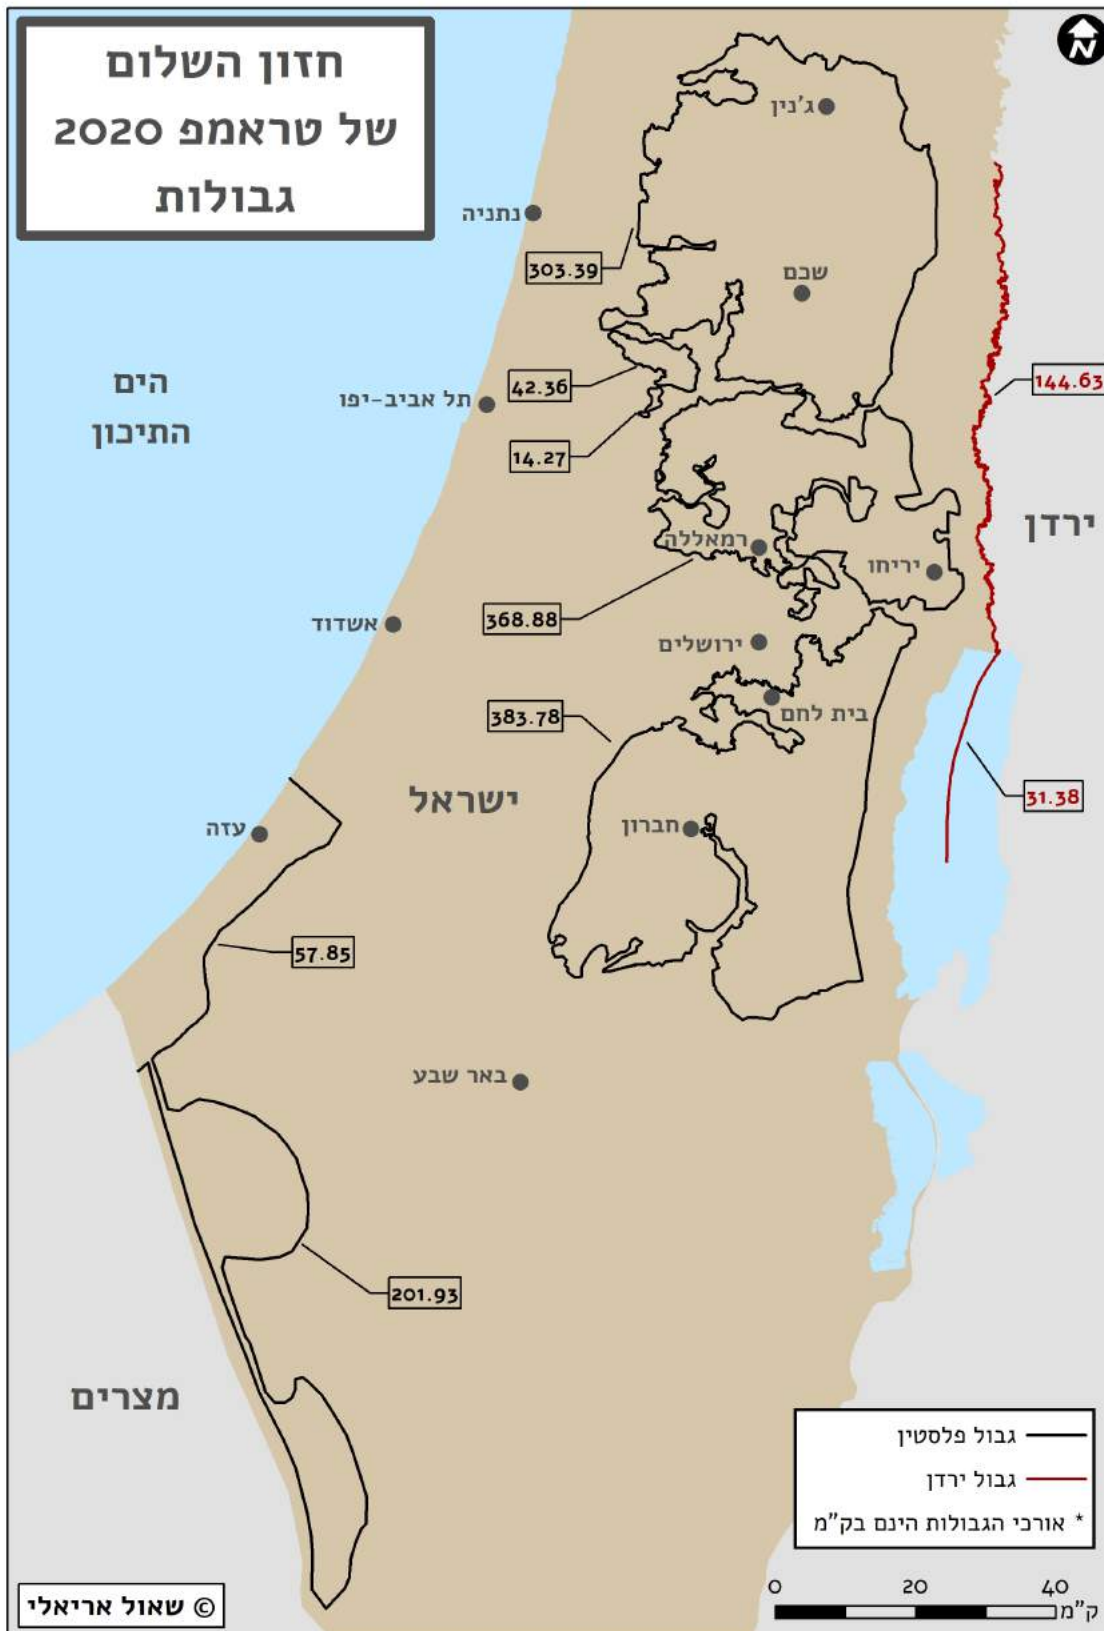 חזון השלום
של טראמפ 2020
גבולות
N
ג'נין
נתניה
303.39
שכם
הים
התיכון
42.36
144.63
תל אביב-יפו
14.27
ירדן
רמאללה
יריחו
368.88
אשדוד
ירושלים
383.78
בית לחם
ישראל
31.38
עזה
חברון
57.85
באר שבע
201.93
מצרים
גבול פלסטין
גבול ירדן
* אורכי הגבולות הינם בק"מ
0 20 40
ק"מ
© שאול אריאלי